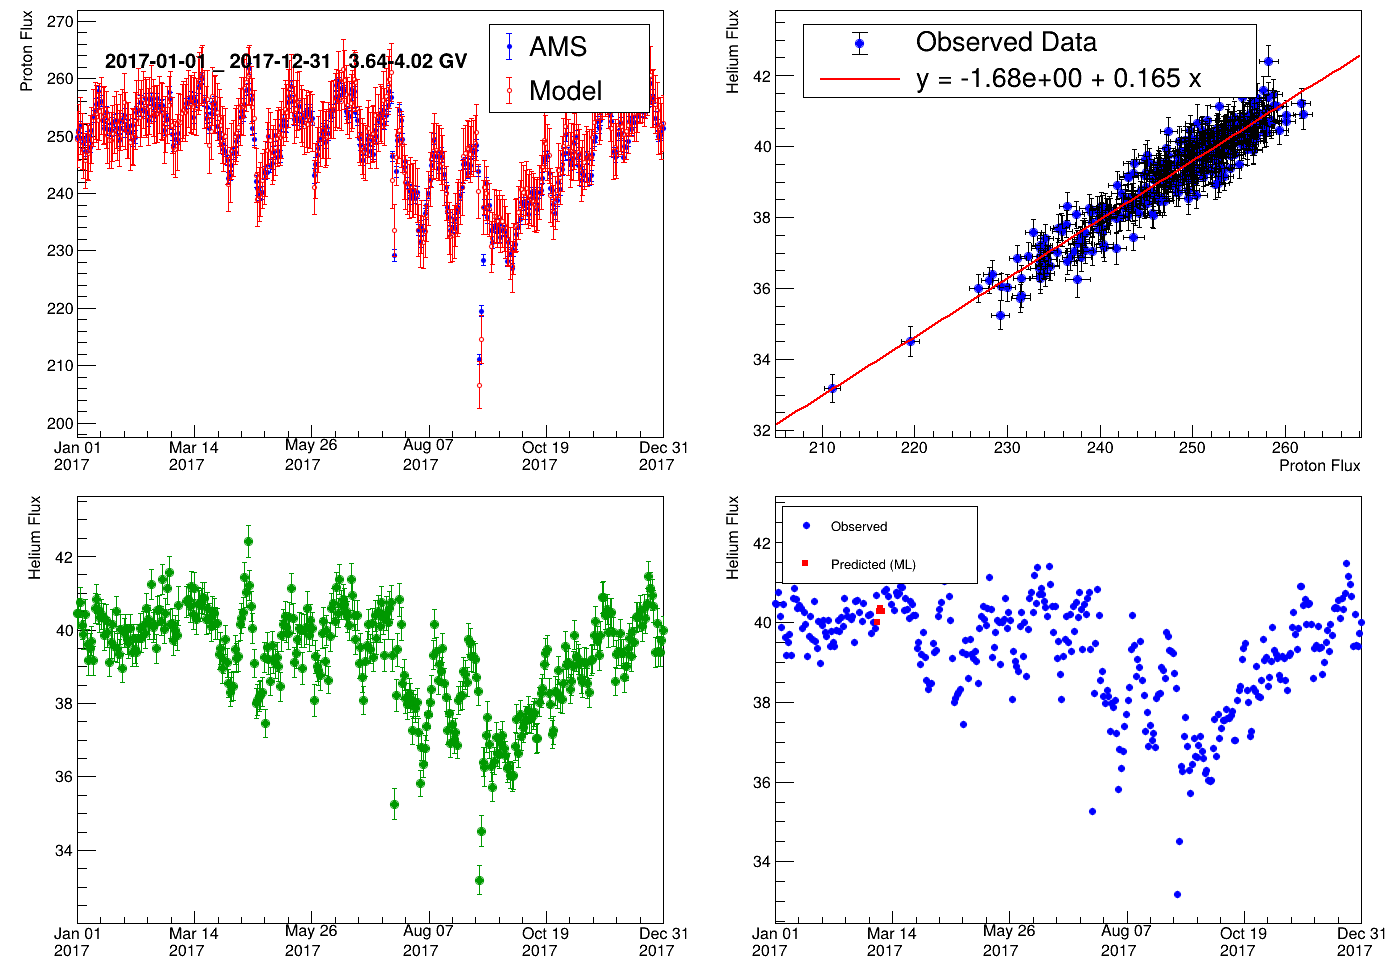 Proton Flux
270
260
250
240
230
220
210
200
2017-01-01 _ 2017-12-31 3.64-4.02 GV
AMS
Model
Jan 01
2017
Mar 14
2017
May 26
2017
Aug 07
2017
Oct 19
2017
Dec 31
2017
Helium Flux
42
40
38
36
34
32
Observed Data
y = -1.68e+00 + 0.165 x
210
220
230
240
250
260
Proton Flux
Helium Flux
42
40
38
36
34
Jan 01
2017
Mar 14
2017
May 26
2017
Aug 07
2017
Oct 19
2017
Dec 31
2017
Helium Flux
42
40
38
36
34
Observed
Predicted (ML)
Jan 01
2017
Mar 14
2017
May 26
2017
Aug 07
2017
Oct 19
2017
Dec 31
2017